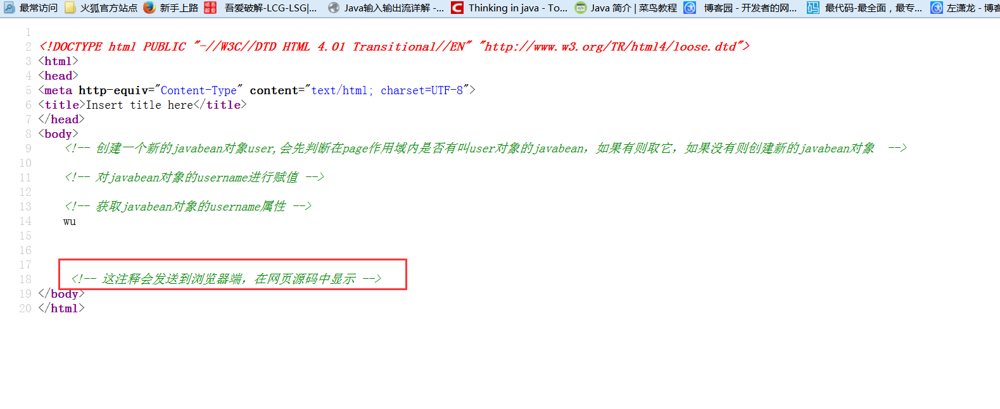 最常访问 火狐官方站点 新手上路 吾爱破解-LCG-LSG|... Java输入输出流详解 -... Thinking in java - To... Java 简介 | 菜鸟教程 博客园 - 开发者的网... 最代码-最全面，最专... 左潇龙 - 博客
1
2 <!DOCTYPE html PUBLIC "-//W3C//DTD HTML 4.01 Transitional//EN" "http://www.w3.org/TR/html4/loose.dtd">
3 <html>
4 <head>
5 <meta http-equiv="Content-Type" content="text/html; charset=UTF-8">
6 <title>Insert title here</title>
7 </head>
8 <body>
9 <!-- 创建一个新的javabean对象user,会先判断在page作用域内是否有叫user对象的javabean，如果有则取它，如果没有则创建新的javabean对象  -->
10
11 <!-- 对javabean对象的username进行赋值 -->
12
13 <!-- 获取javabean对象的username属性 -->
14 wu
15
16
17
18 <!-- 这注释会发送到浏览器端，在网页源码中显示 -->
19 </body>
20 </html>